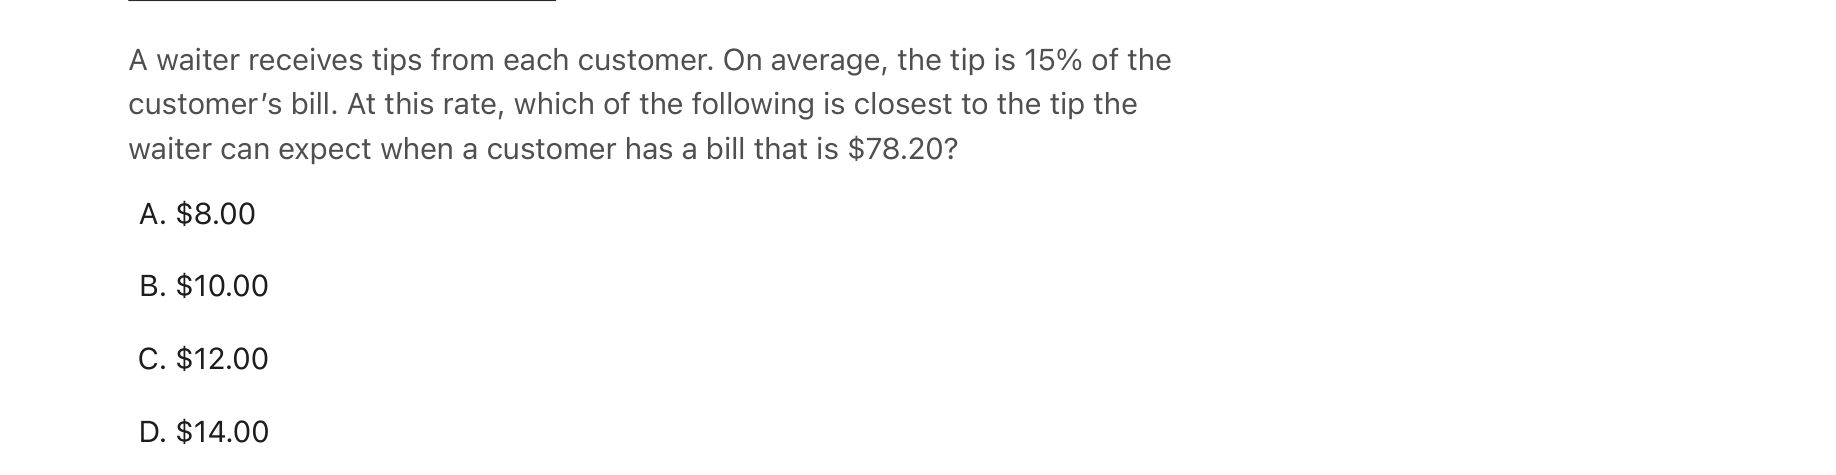 A waiter receives tips from each customer. On average, the tip is 15% of the
customer’s bill. At this rate, which of the following is closest to the tip the
waiter can expect when a customer has a bill that is $78.20?
A. $8.00
B. $10.00
C. $12.00
D. $14.00